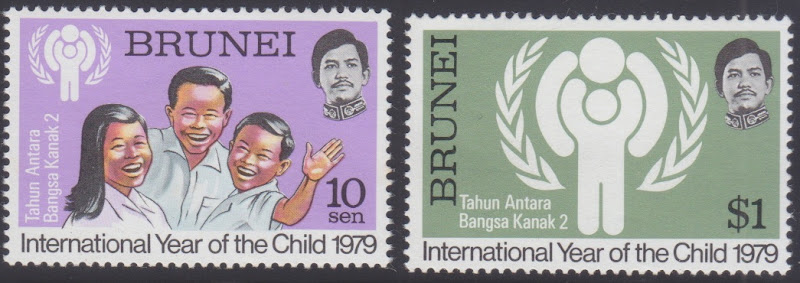 BRUNEI
Tahun Antara
Bangsa Kanak 2
10
sen
International Year of the Child 1979
BRUNEI
Tahun Antara
Bangsa Kanak 2
$1
International Year of the Child 1979